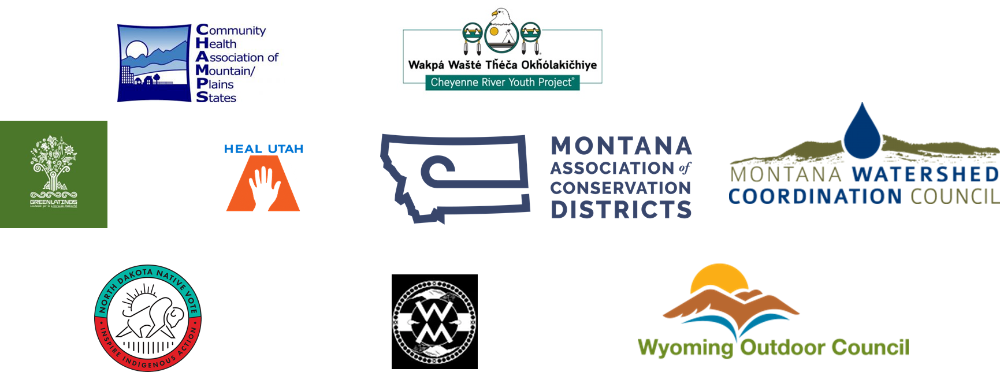 Community
Health
Association of
Mountain/
Plains
States
Wakpá Wašté Tȟéča Okȟólakičhiye
Cheyenne River Youth Project®
GREENLATINOS
HEAL UTAH
MONTANA
ASSOCIATION of
CONSERVATION
DISTRICTS
MONTANA WATERSHED
COORDINATION COUNCIL
NORTH DAKOTA NATIVE VOTE
• INSPIRE INDIGENOUS ACTION •
W
M
Wyoming Outdoor Council